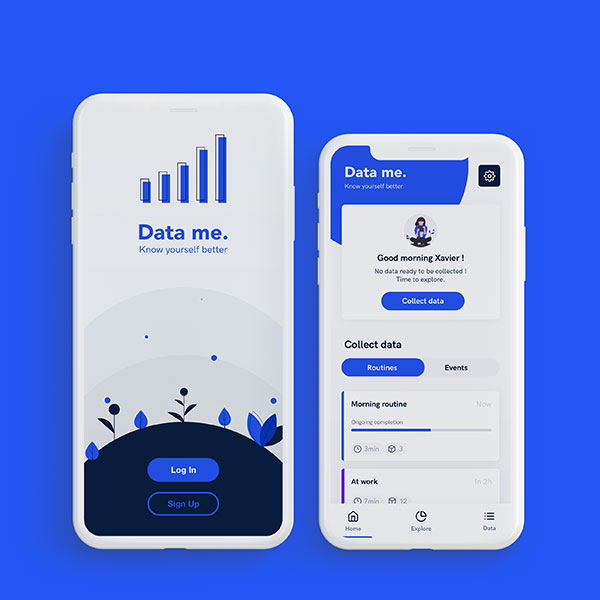 Data me.
Know yourself better
Log In
Sign Up
Data me.
Know yourself better
Good morning Xavier !
No data ready to be collected !
Time to explore.
Collect data
Collect data
Routines
Events
Morning routine
Now
Ongoing completion
3min
3
At work
In 2h
7min
12
Home
Explore
Data